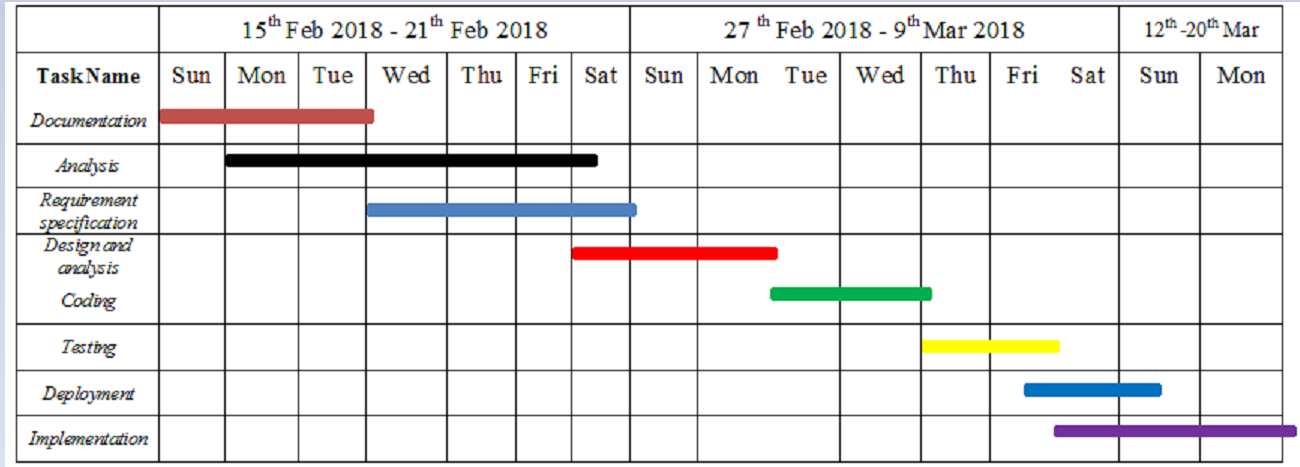 15th Feb 2018 - 21th Feb 2018 27 th Feb 2018 - 9th Mar 2018 12th-20th Mar
TaskName Sun Mon Tue Wed Thu Fri Sat Sun Mon Tue Wed Thu Fri Sat Sun Mon
Documentation
Analysis
Requirement
specification
Design and
analysis
Coding
Testing
Deployment
Implementation